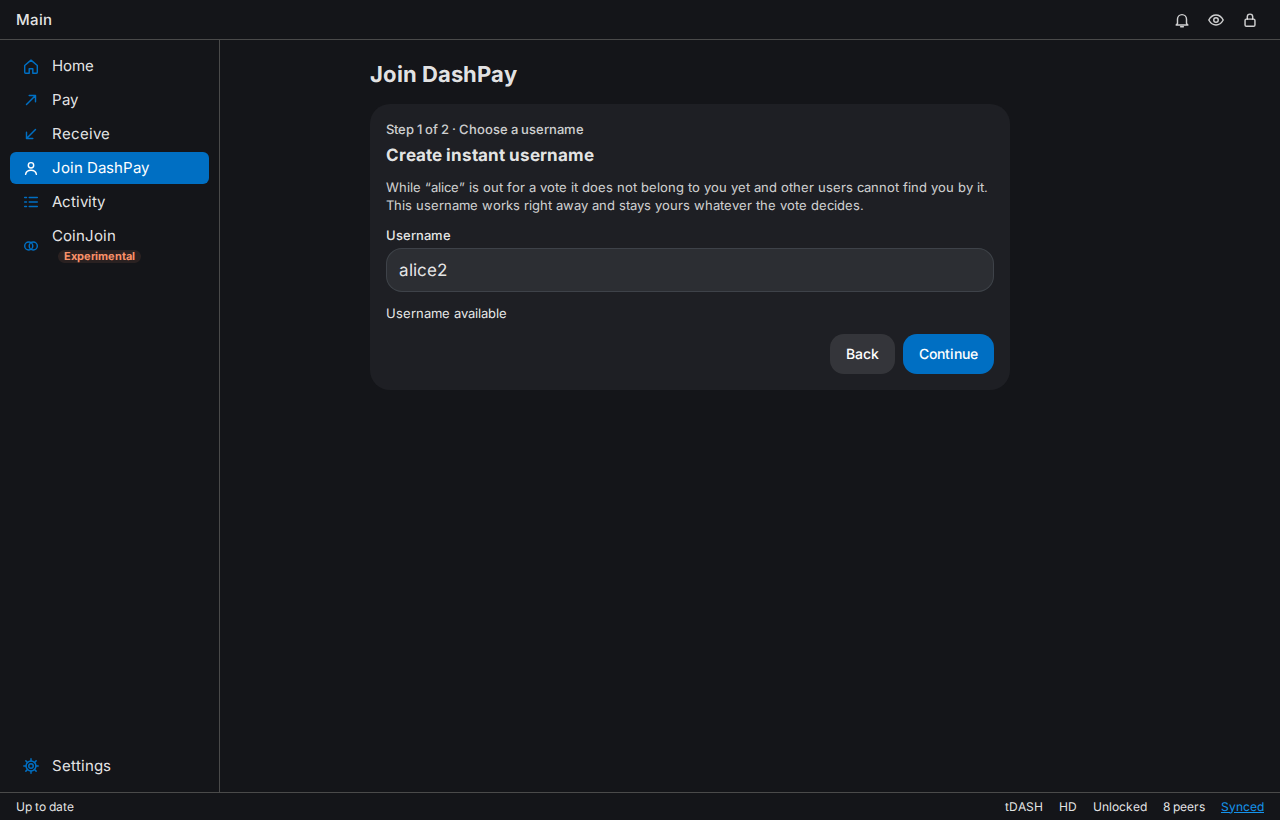 Main
Home
Pay
Receive
Join DashPay
Activity
CoinJoin
Experimental
Settings
Join DashPay
Step 1 of 2 · Choose a username
Create instant username
While “alice” is out for a vote it does not belong to you yet and other users cannot find you by it.
This username works right away and stays yours whatever the vote decides.
Username
alice2
Username available
Back Continue
Up to date tDASH HD Unlocked 8 peers Synced